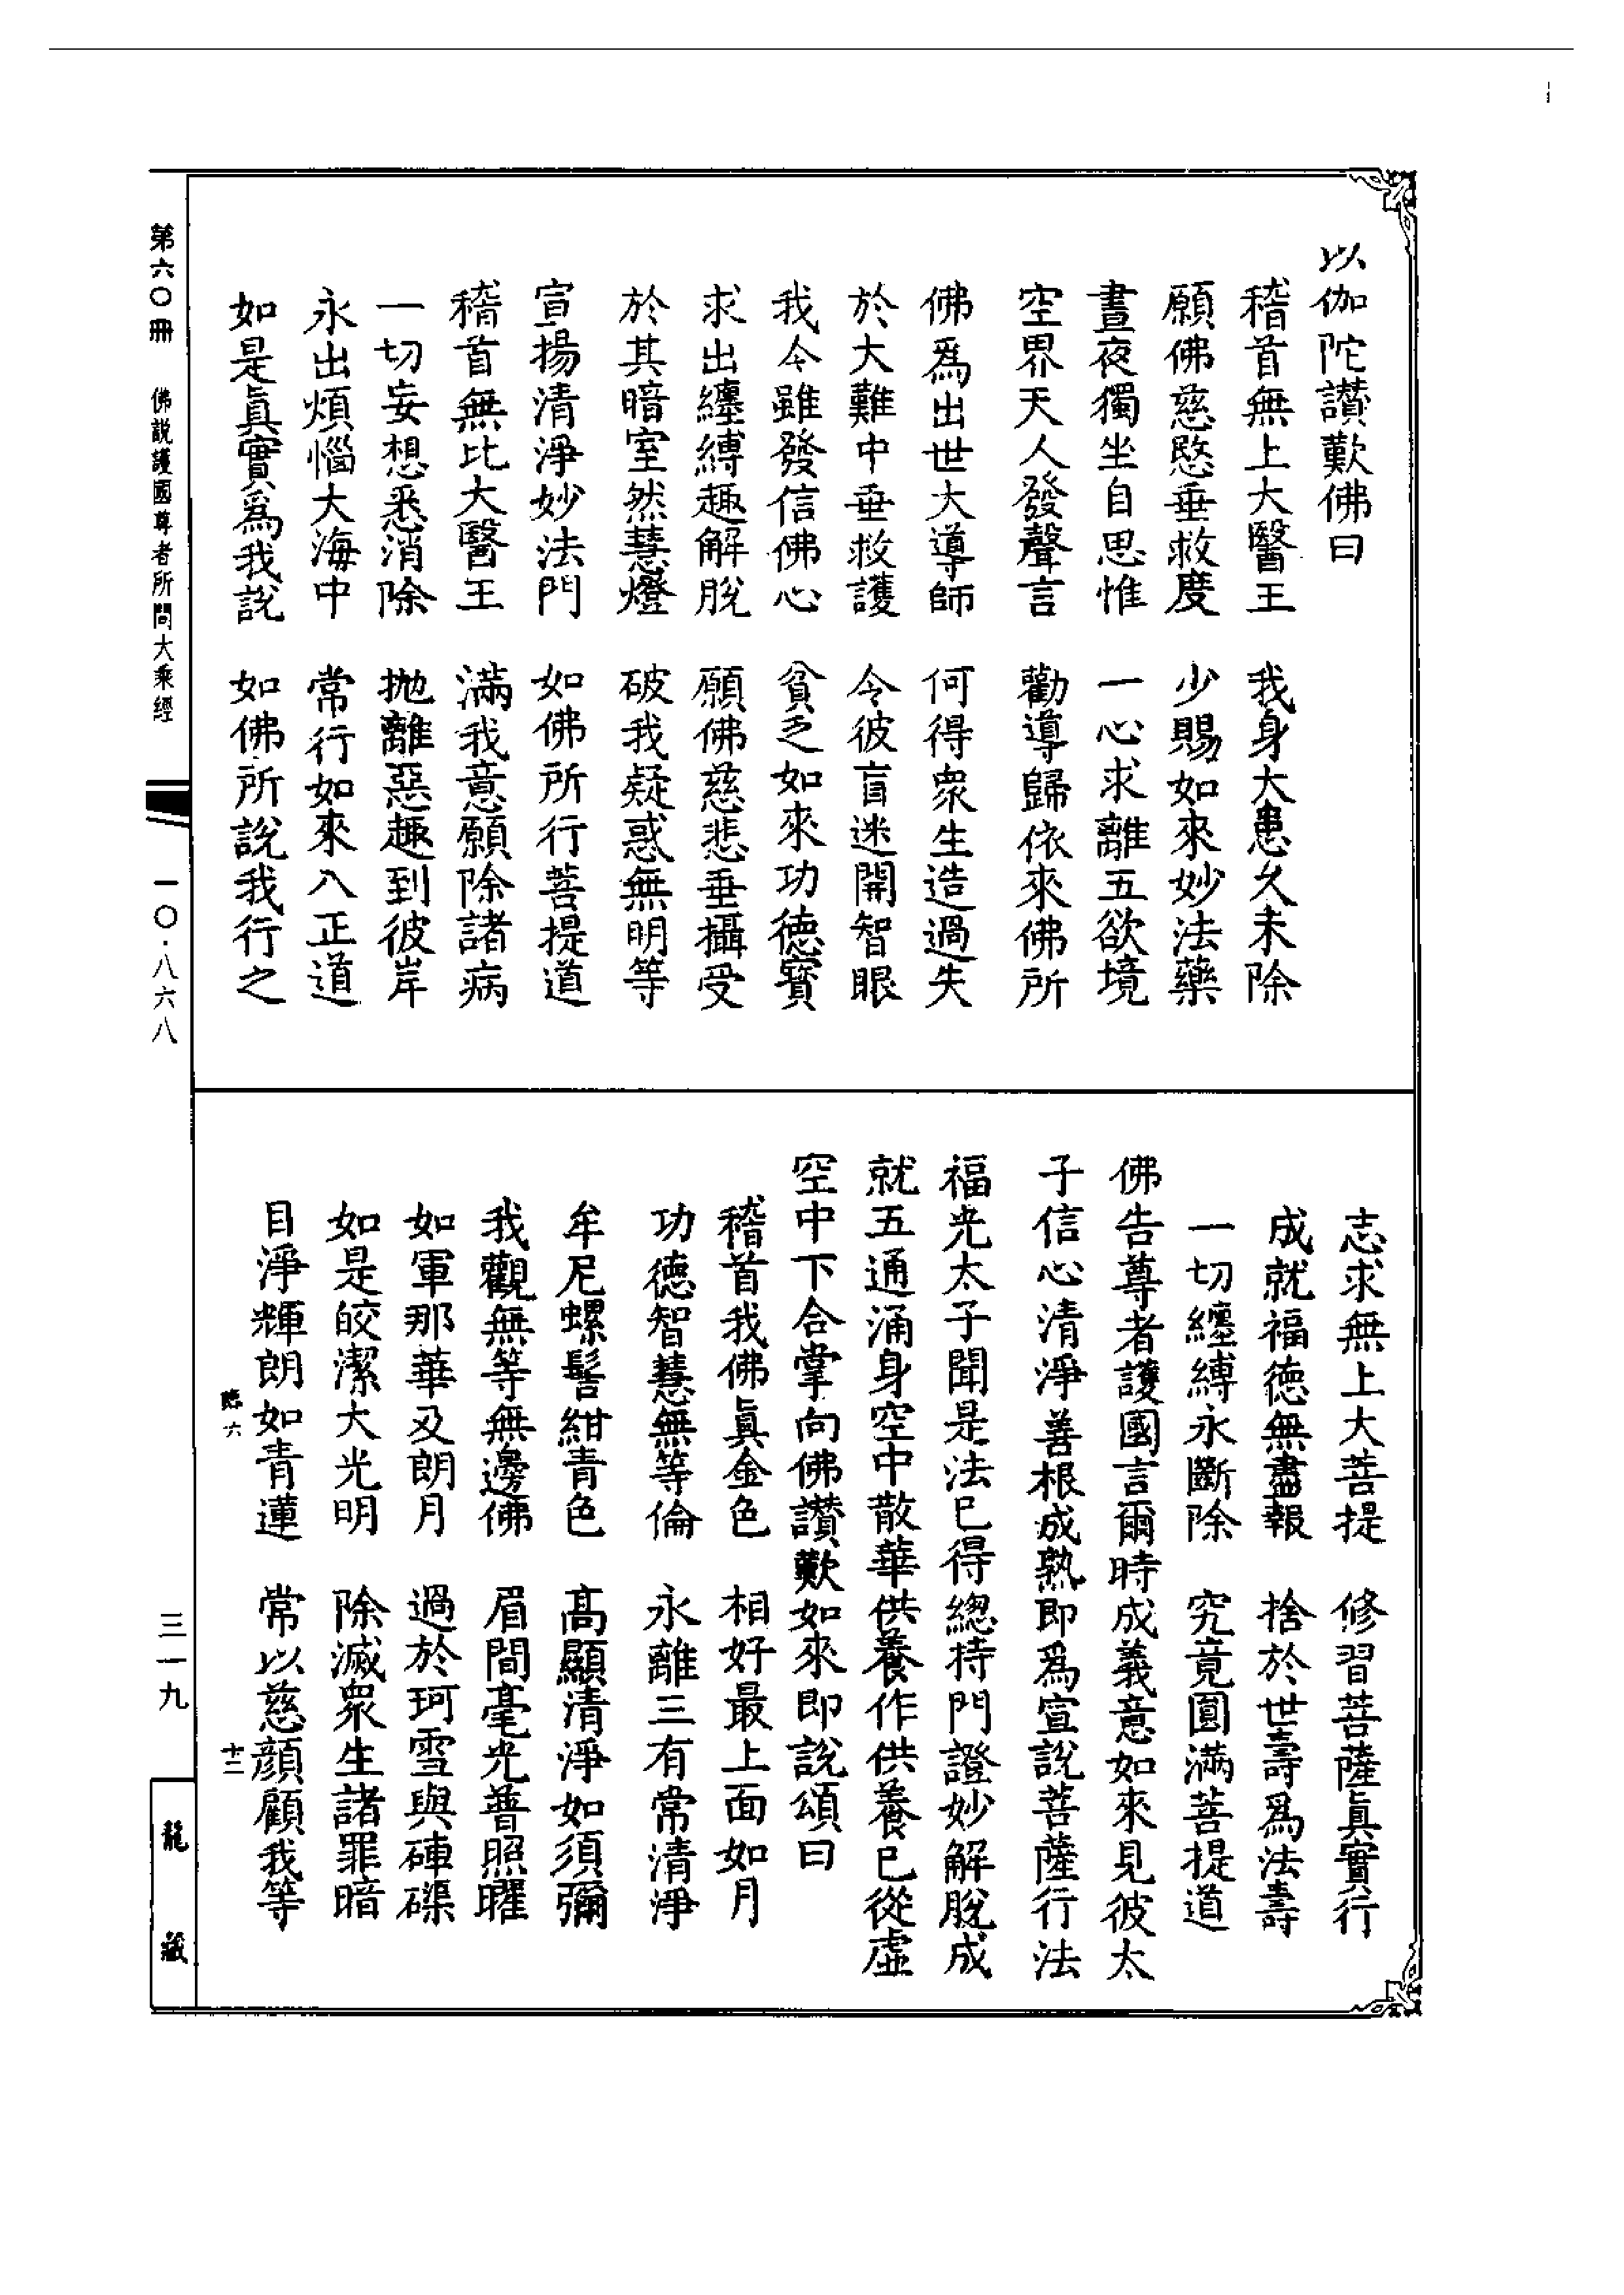 以伽陀讚歎佛曰
稽首無上大醫王　我身大患久未除
願佛慈愍垂救度　少賜如來妙法藥
晝夜獨坐自思惟　一心求離五欲境
空界天人發聲言　勸導歸依來佛所
佛爲出世大導師　何得衆生造過失
於大難中垂救護　令彼盲迷開智眼
我今雖發信佛心　貧乏如來功德寶
求出纏縛趣解脫　願佛慈悲垂攝受
於其暗室然慧燈　破我疑惑無明等
宣揚清淨妙法門　如佛所行菩提道
稽首無比大醫王　滿我意願除諸病
一切妄想悉消除　拋離惡趣到彼岸
永出煩惱大海中　常行如來八正道
如是眞實爲我說　如佛所說我行之
志求無上大菩提　修習菩薩眞實行
成就福德無盡報　捨於世壽爲法壽
一切纏縛永斷除　究竟圓滿菩提道
佛告尊者護國言爾時成義意如來見彼太
子信心清淨善根成熟即爲宣說菩薩行法
福光太子聞是法已得總持門證妙解脫成
就五通涌身空中散華供養作供養已從虛
空中下合掌向佛讚歎如來即說頌曰
稽首我佛眞金色　相好最上面如月
功德智慧無等倫　永離三有常清淨
牟尼螺髻紺青色　高顯清淨如須彌
我觀無等無邊佛　眉間毫光普照曜
如軍那華及朗月　過於珂雪與硨磲
如是皎潔大光明　除滅衆生諸罪暗
目淨輝朗如青蓮　常以慈顏顧我等
六　十二
第六〇冊　佛說護國尊者所問大乘經　一〇·八六八
三一九
龍藏